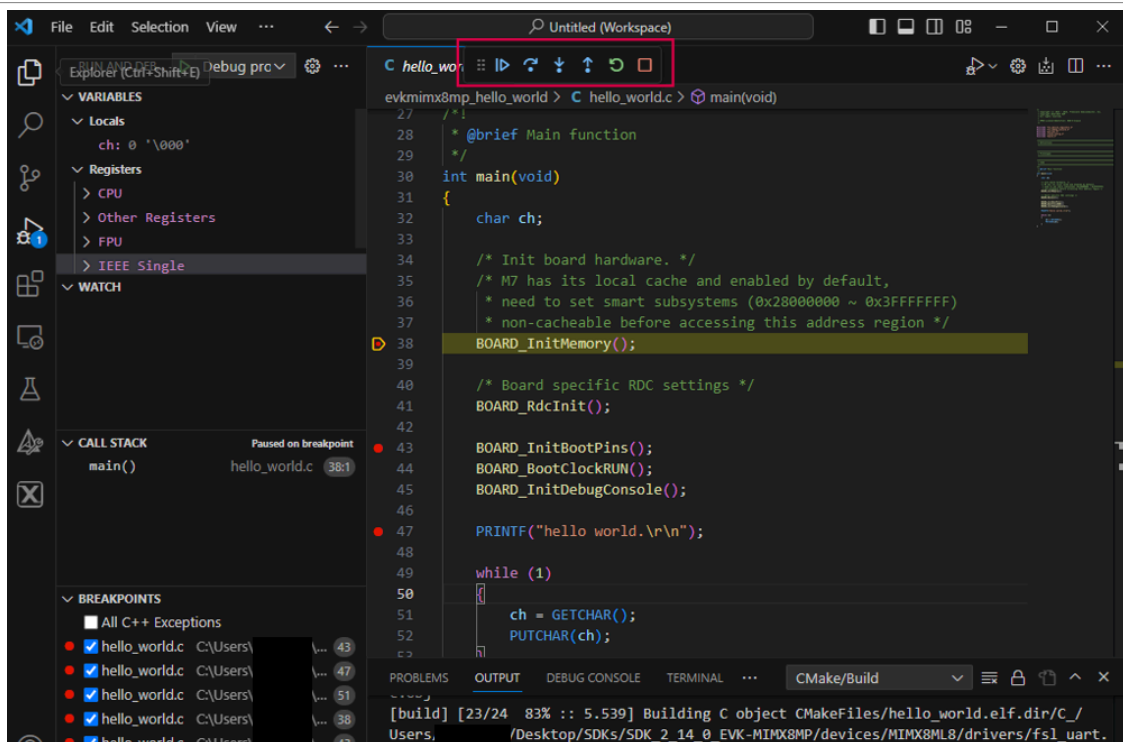 File Edit Selection View ··· Untitled (Workspace)
Explorer (Ctrl+Shift+E) Debug pro
VARIABLES
Locals
ch: 0 '\000'
Registers
CPU
Other Registers
FPU
IEEE Single
WATCH
CALL STACK Paused on breakpoint
main() hello_world.c 38:1
BREAKPOINTS
All C++ Exceptions
hello_world.c C:\Users\ \... 43
hello_world.c C:\Users\ \... 47
hello_world.c C:\Users\ \... 51
hello_world.c C:\Users\ \... 38
1
C hello_wor
evkmimx8mp_hello_world > C hello_world.c > main(void)
27 /*!
28 * @brief Main function
29 */
30 int main(void)
31 {
32 char ch;
33
34 /* Init board hardware. */
35 /* M7 has its local cache and enabled by default,
36 * need to set smart subsystems (0x28000000 ~ 0x3FFFFFFF)
37 * non-cacheable before accessing this address region */
38 BOARD_InitMemory();
39
40 /* Board specific RDC settings */
41 BOARD_RdcInit();
42
43 BOARD_InitBootPins();
44 BOARD_BootClockRUN();
45 BOARD_InitDebugConsole();
46
47 PRINTF("hello world.\r\n");
48
49 while (1)
50 {
51 ch = GETCHAR();
52 PUTCHAR(ch);
53 }
PROBLEMS OUTPUT DEBUG CONSOLE TERMINAL ··· CMake/Build
[build] [23/24 83% :: 5.539] Building C object CMakeFiles/hello_world.elf.dir/C_/
Users/ /Desktop/SDKs/SDK_2_14_0_EVK-MIMX8MP/devices/MIMX8ML8/drivers/fsl_uart.